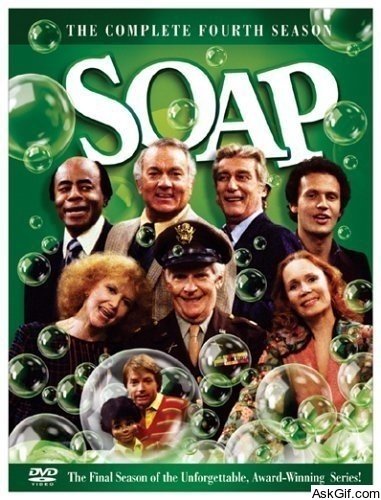 THE COMPLETE FOURTH SEASON
SOAP
DVD
VIDEO
The Final Season of the Unforgettable, Award-Winning Series!
AskGif.com